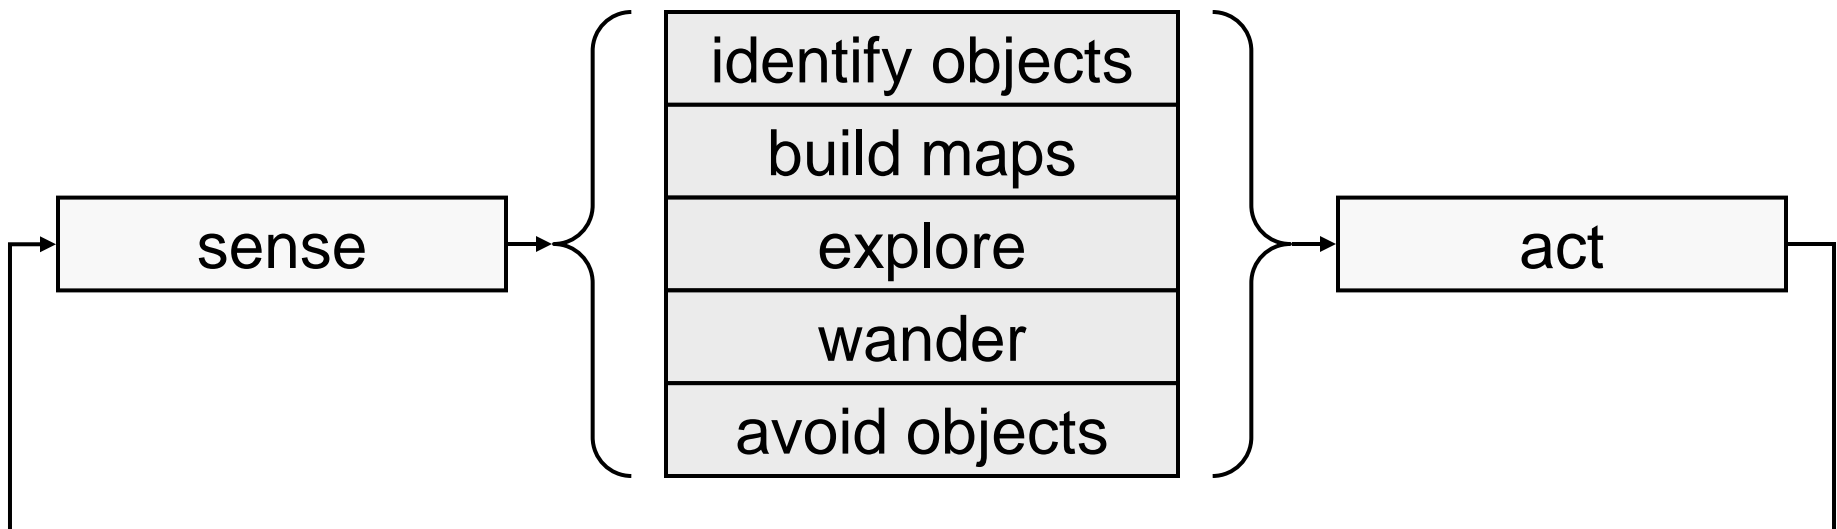 identify objects
build maps
sense
explore
act
wander
avoid objects